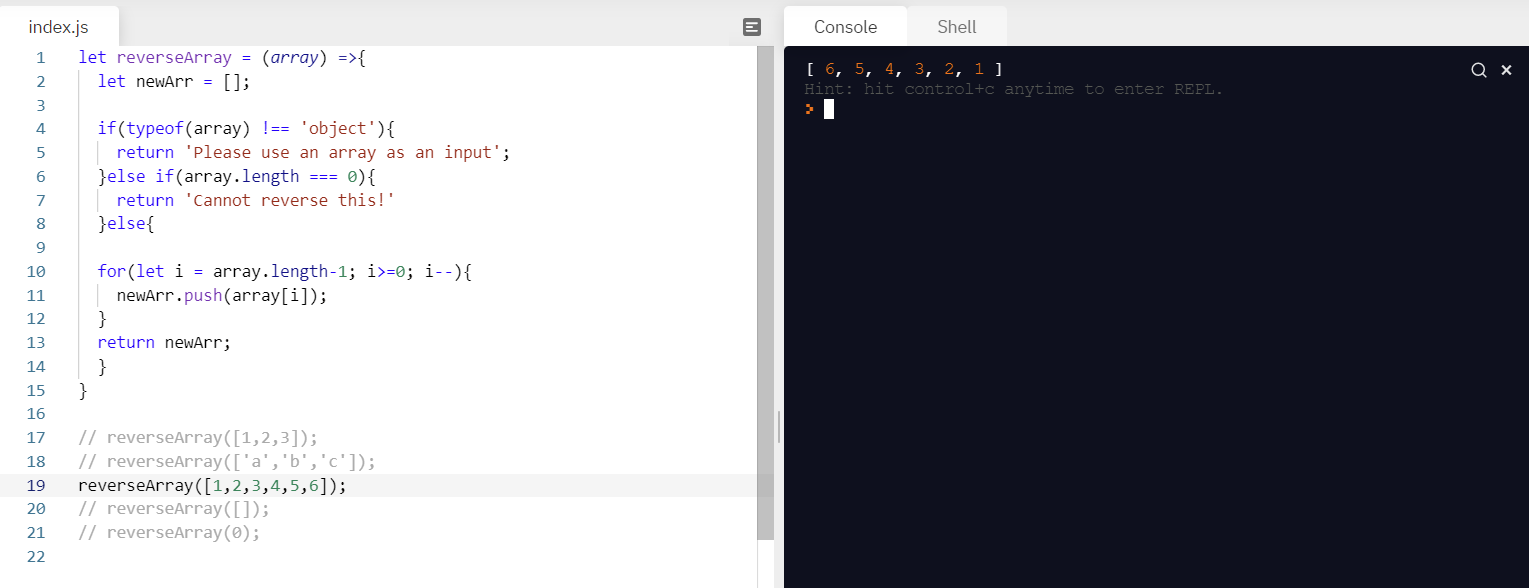 index.js
1 let reverseArray = (array) =>{
2 let newArr = [];
3
4 if(typeof(array) !== 'object'){
5 return 'Please use an array as an input';
6 }else if(array.length === 0){
7 return 'Cannot reverse this!'
8 }else{
9
10 for(let i = array.length-1; i>=0; i--){
11 newArr.push(array[i]);
12 }
13 return newArr;
14 }
15 }
16
17 // reverseArray([1,2,3]);
18 // reverseArray(['a','b','c']);
19 reverseArray([1,2,3,4,5,6]);
20 // reverseArray([]);
21 // reverseArray(0);
22
Console Shell
[ 6, 5, 4, 3, 2, 1 ]
Hint: hit control+c anytime to enter REPL.
>